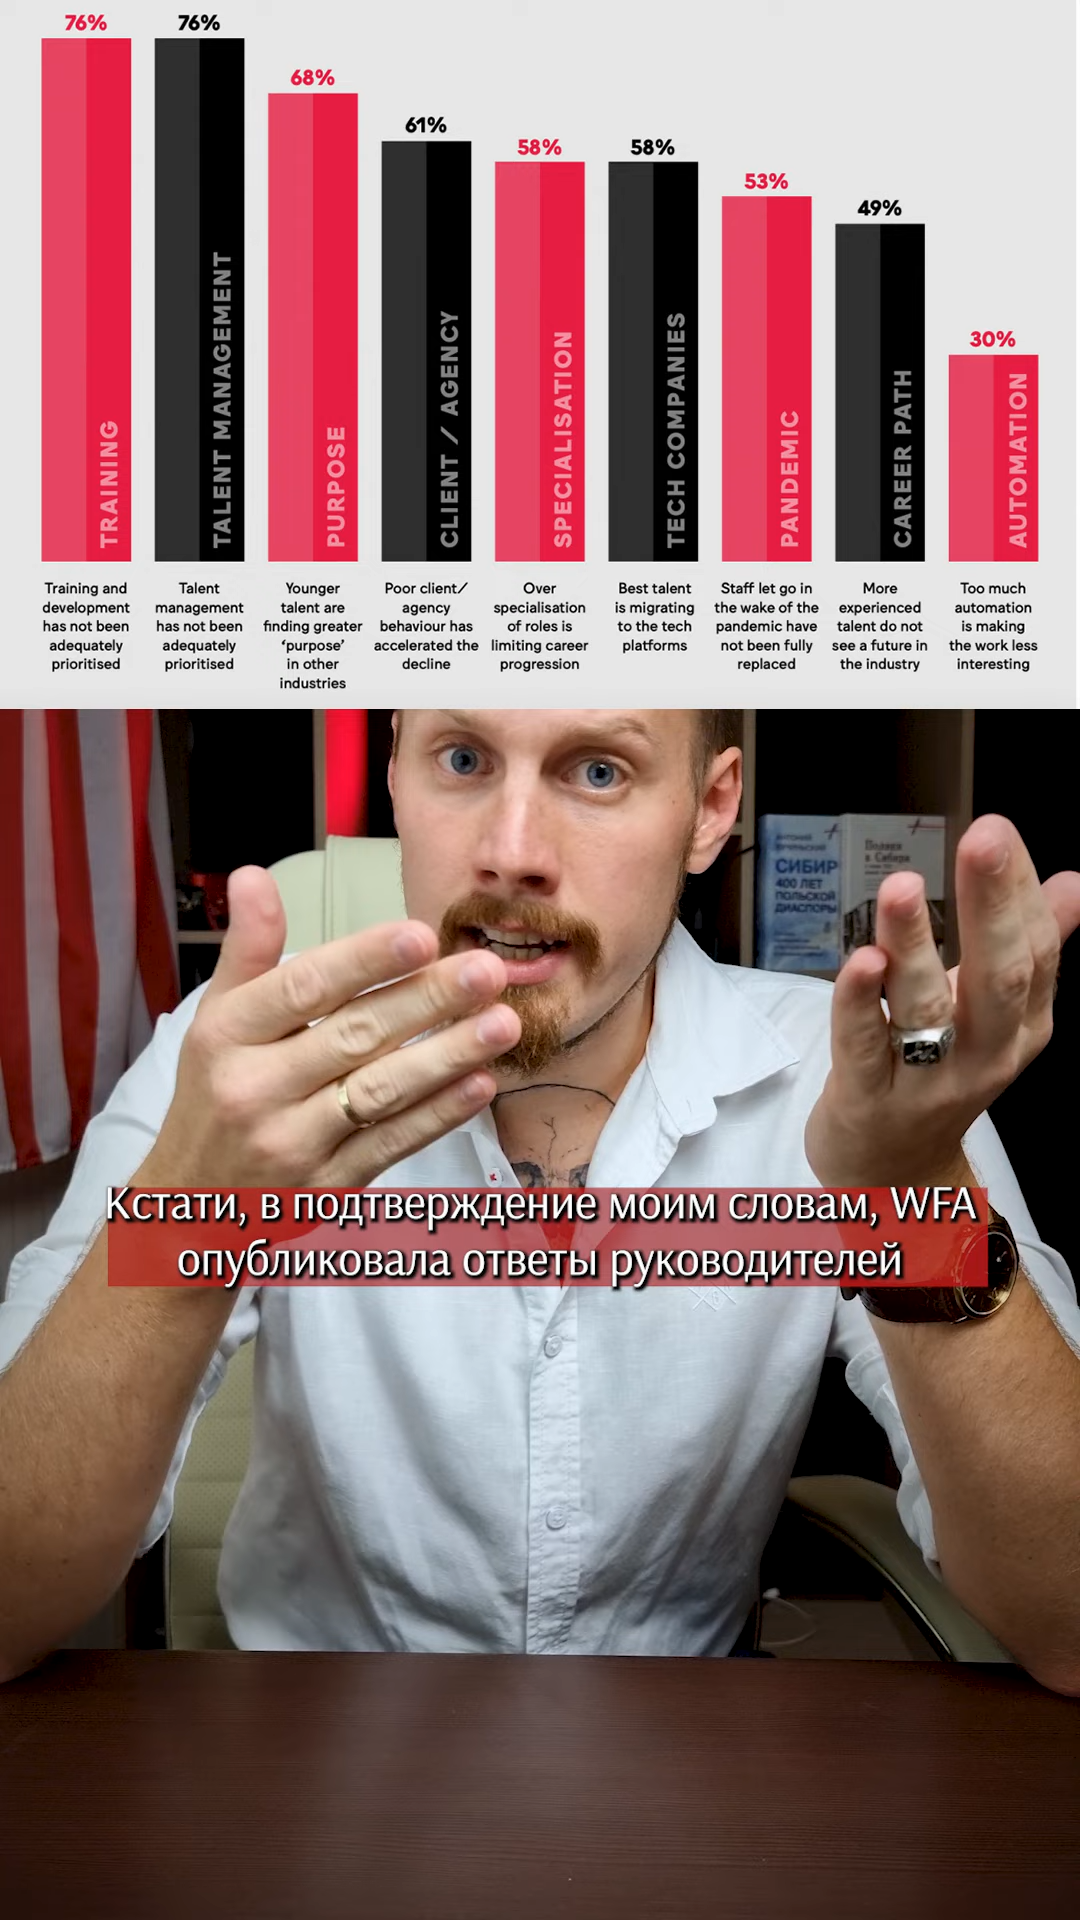 76%
76%
68%
61%
58%
58%
53%
49%
30%
TRAINING
TALENT MANAGEMENT
PURPOSE
CLIENT / AGENCY
SPECIALISATION
TECH COMPANIES
PANDEMIC
CAREER PATH
AUTOMATION
Training and
development
has not been
adequately
prioritised
Talent
management
has not been
adequately
prioritised
Younger
talent are
finding greater
‘purpose’
in other
industries
Poor client/
agency
behaviour has
accelerated the
decline
Over
specialisation
of roles is
limiting career
progression
Best talent
is migrating
to the tech
platforms
Staff let go in
the wake of the
pandemic have
not been fully
replaced
More
experienced
talent do not
see a future in
the industry
Too much
automation
is making
the work less
interesting
АНТОНИЙ
СИБИР
400 ЛЕТ
ПОЛЬСКОЙ
ДИАСПОРЫ
Поляки
в Сибири
Кстати, в подтверждение моим словам, WFA
опубликовала ответы руководителей